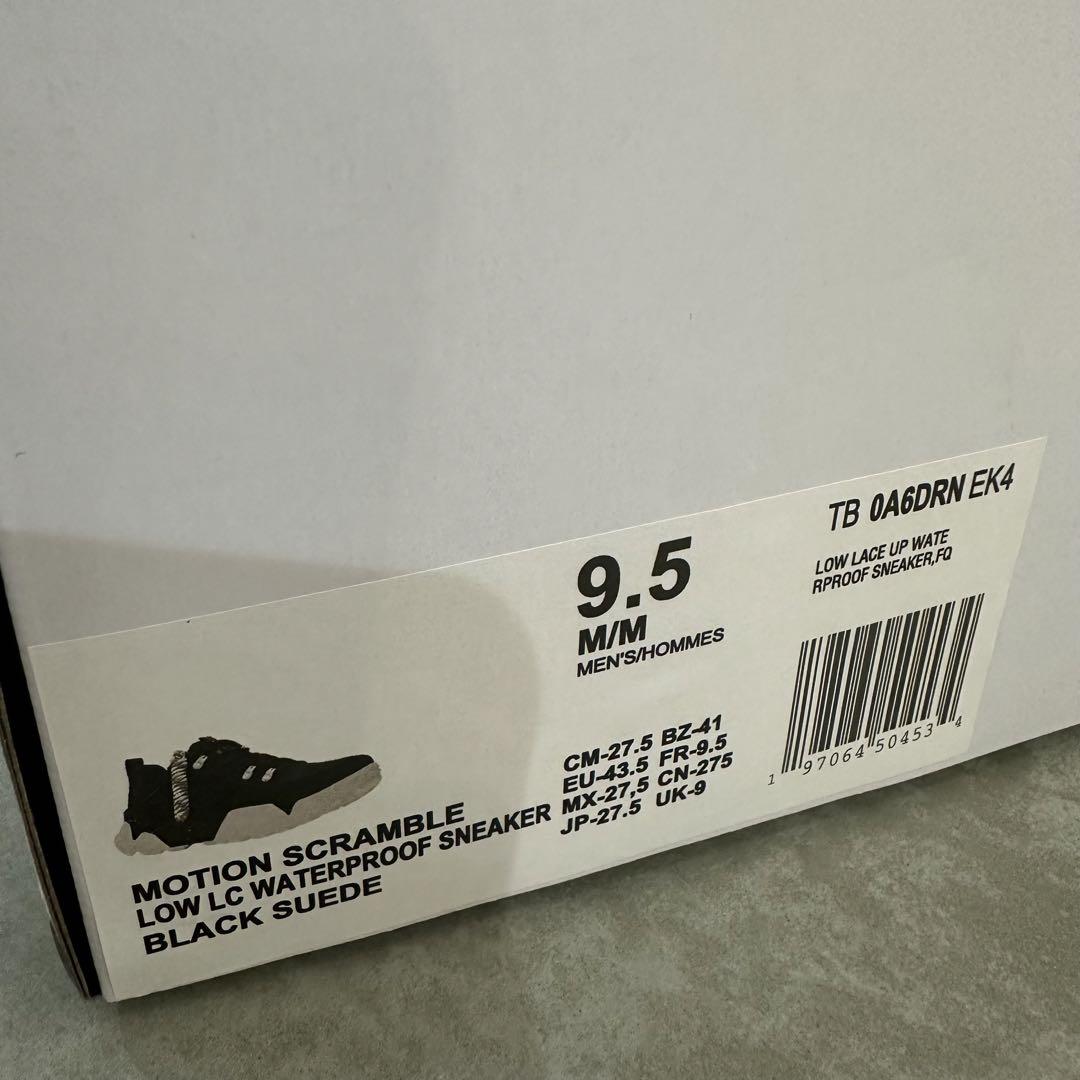 TB 0A6DRN EK4
LOW LACE UP WATE
RPROOF SNEAKER,FQ
9.5
M/M
MEN'S/HOMMES
CM-27.5 BZ-41
EU-43.5 FR-9.5
MX-27,5 CN-275
JP-27.5 UK-9
1 97064 50453 4
MOTION SCRAMBLE
LOW LC WATERPROOF SNEAKER
BLACK SUEDE